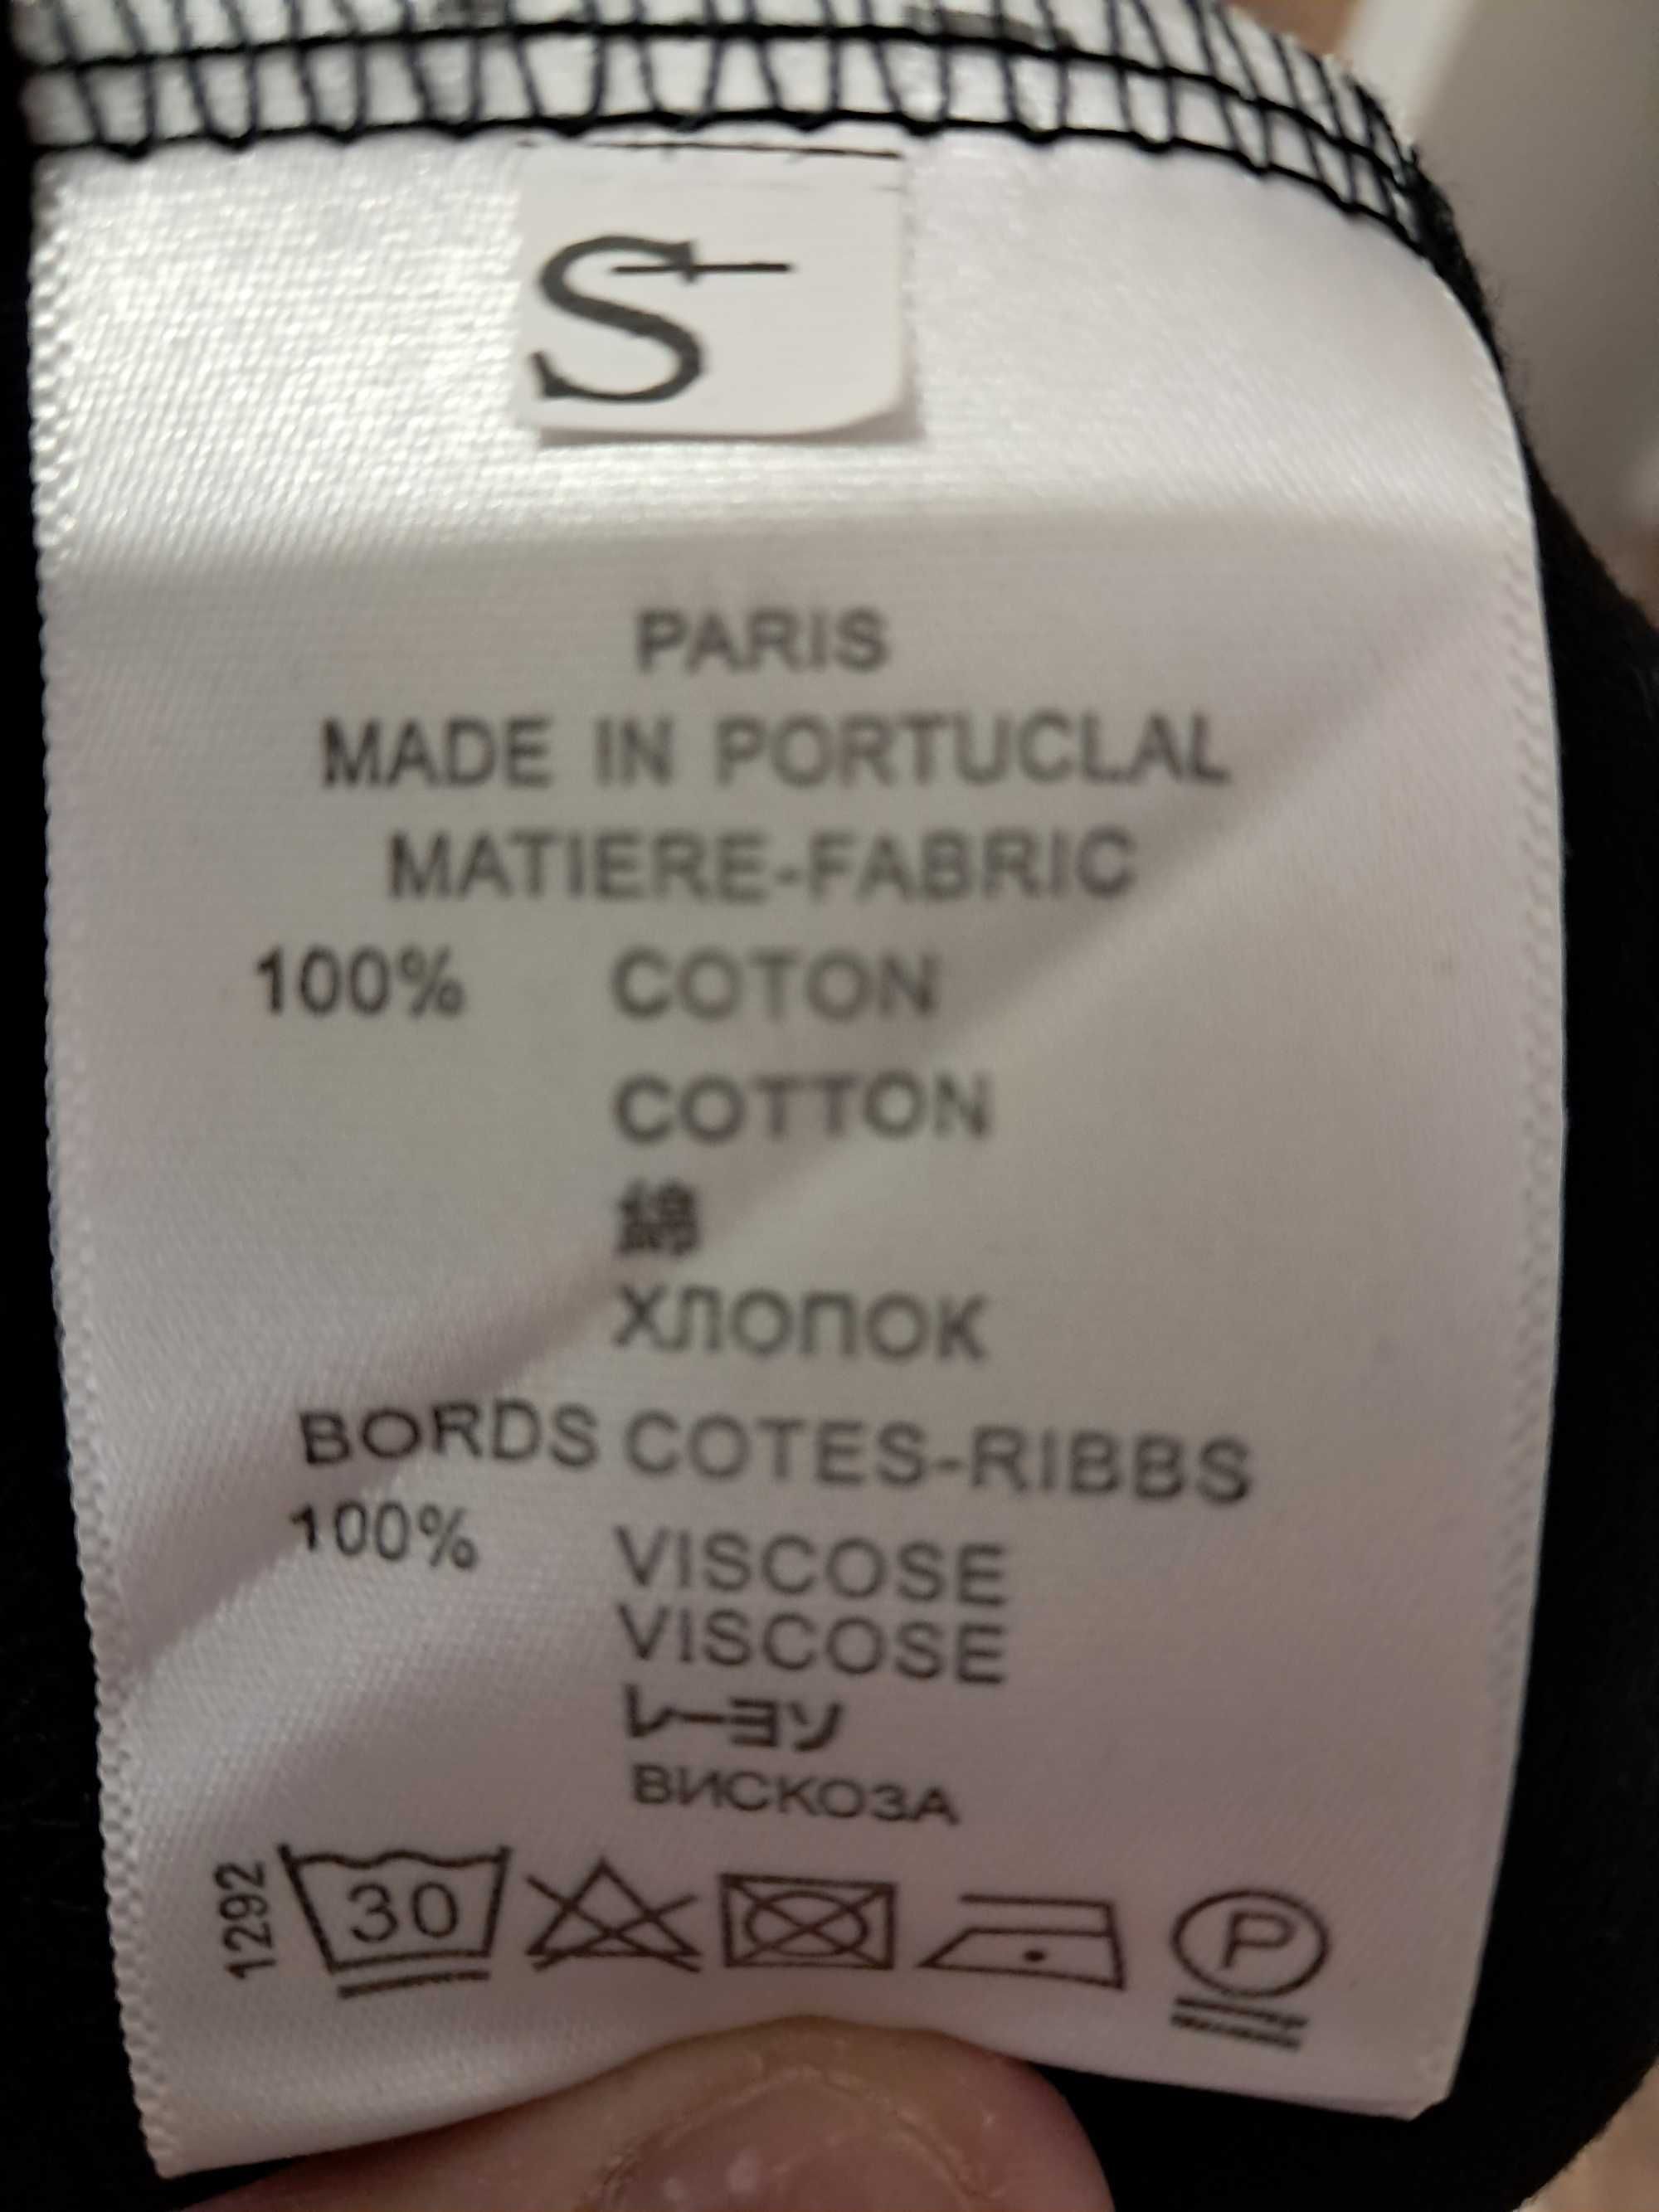 S
PARIS
MADE IN PORTUCLAL
MATIERE-FABRIC
100% COTON
COTTON
綿
ХЛОПОК
BORDS COTES-RIBBS
100% VISCOSE
VISCOSE
レーヨソ
ВИСКОЗА
1292
30
P